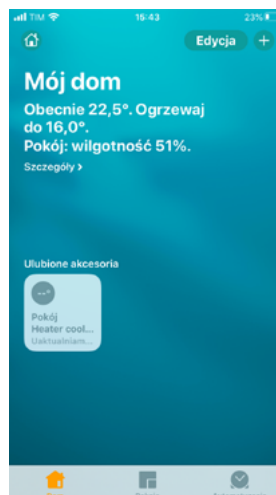 TIM 15:43 23%
Edycja +
Mój dom
Obecnie 22,5°. Ogrzewaj
do 16,0°.
Pokój: wilgotność 51%.
Szczegóły >
Ulubione akcesoria
--°
Pokój
Heater cool...
Uaktualniam...